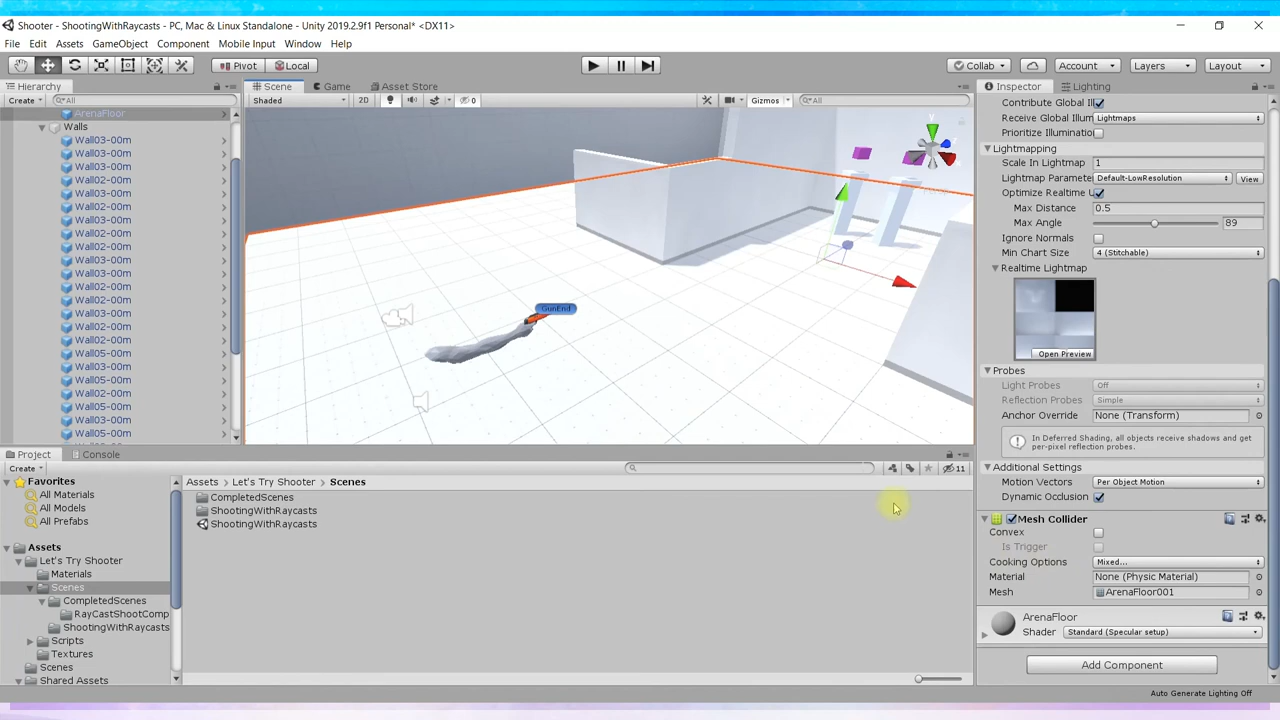 Shooter - ShootingWithRaycasts - PC, Mac & Linux Standalone - Unity 2019.2.9f1 Personal* <DX11>
File Edit Assets GameObject Component Mobile Input Window Help
Pivot Local Collab Account Layers Layout
Hierarchy
Create All
ArenaFloor
Walls
Wall03-00m
Wall03-00m
Wall03-00m
Wall02-00m
Wall03-00m
Wall02-00m
Wall03-00m
Wall02-00m
Wall02-00m
Wall03-00m
Wall03-00m
Wall02-00m
Wall02-00m
Wall03-00m
Wall02-00m
Wall02-00m
Wall03-00m
Wall03-00m
Wall05-00m
Wall02-00m
Wall05-00m
Wall03-00m
Wall05-00m
Scene Game Asset Store
Shaded 2D 0 Gizmos All
GunEnd
Inspector Lighting
Contribute Global Ill
Receive Global Illum Lightmaps
Prioritize Illumination
Lightmapping
Scale In Lightmap 1
Lightmap Parameter Default-LowResolution View
Optimize Realtime U
Max Distance 0.5
Max Angle 89
Ignore Normals
Min Chart Size 4 (Stitchable)
Realtime Lightmap
Open Preview
Probes
Light Probes Off
Reflection Probes Simple
Anchor Override None (Transform)
In Deferred Shading, all objects receive shadows and get
per-pixel reflection probes.
Additional Settings
Motion Vectors Per Object Motion
Dynamic Occlusion
Mesh Collider
Convex
Is Trigger
Cooking Options Mixed...
Material None (Physic Material)
Mesh ArenaFloor001
ArenaFloor
Shader Standard (Specular setup)
Add Component
Auto Generate Lighting Off
Project Console
Create 11
Favorites
All Materials
All Models
All Prefabs
Assets
Let's Try Shooter
Materials
Scenes
CompletedScenes
RayCastShootComp
ShootingWithRaycasts
Scripts
Textures
Scenes
Shared Assets
Assets Let's Try Shooter Scenes
CompletedScenes
ShootingWithRaycasts
ShootingWithRaycasts